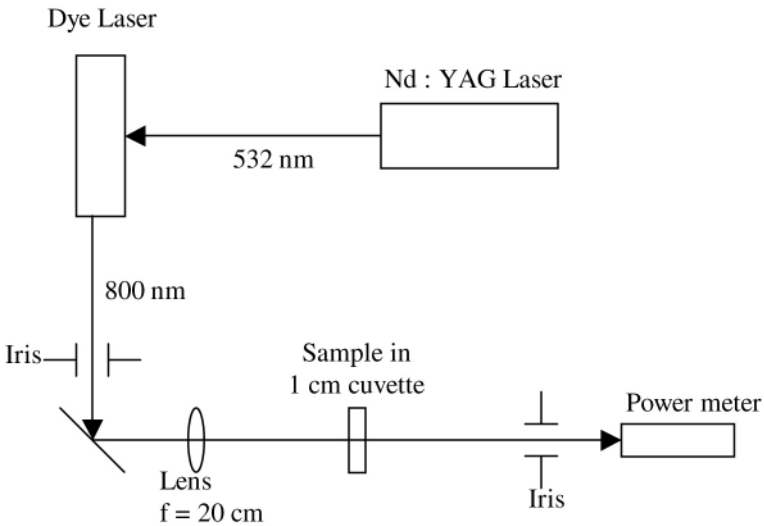 Dye Laser
Nd : YAG Laser
532 nm
800 nm
Iris
Sample in
1 cm cuvette
Power meter
Lens
f = 20 cm
Iris